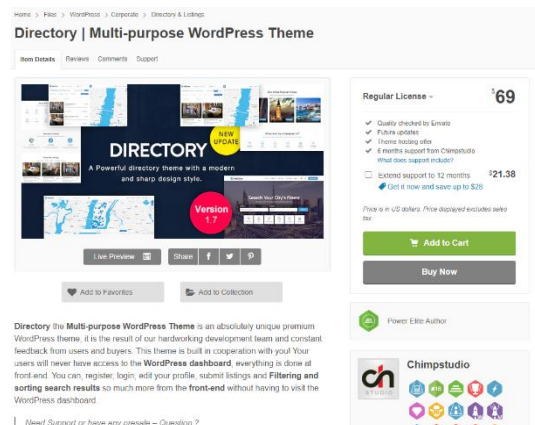 Home > Files > WordPress > Corporate > Directory & Listings
Directory | Multi-purpose WordPress Theme
Item Details Reviews Comments Support
NEW
UPDATE
DIRECTORY
A Powerful directory theme with a modern
and sharp design style.
Version
1.7
Search Your City's Finest
Live Preview
Share
Add to Favorites
Add to Collection
Directory the Multi-purpose WordPress Theme is an absolutely unique premium
WordPress theme, it is the result of our hardworking development team and constant
feedback from users and buyers. This theme is built in cooperation with you! Your
users will never have access to the WordPress dashboard, everything is done at
front-end. You can, register, login, edit your profile, submit listings and Filtering and
sorting search results so much more from the front-end without having to visit the
WordPress dashboard.
Need Support or have any presale – Question ?
Regular License
$69
Quality checked by Envato
Future updates
Theme hosting offer
6 months support from Chimpstudio
What does support include?
Extend support to 12 months $21.38
Get it now and save up to $28
Price is in US dollars. Price displayed excludes sales
tax.
Add to Cart
Buy Now
Power Elite Author
Chimpstudio
STUDIO